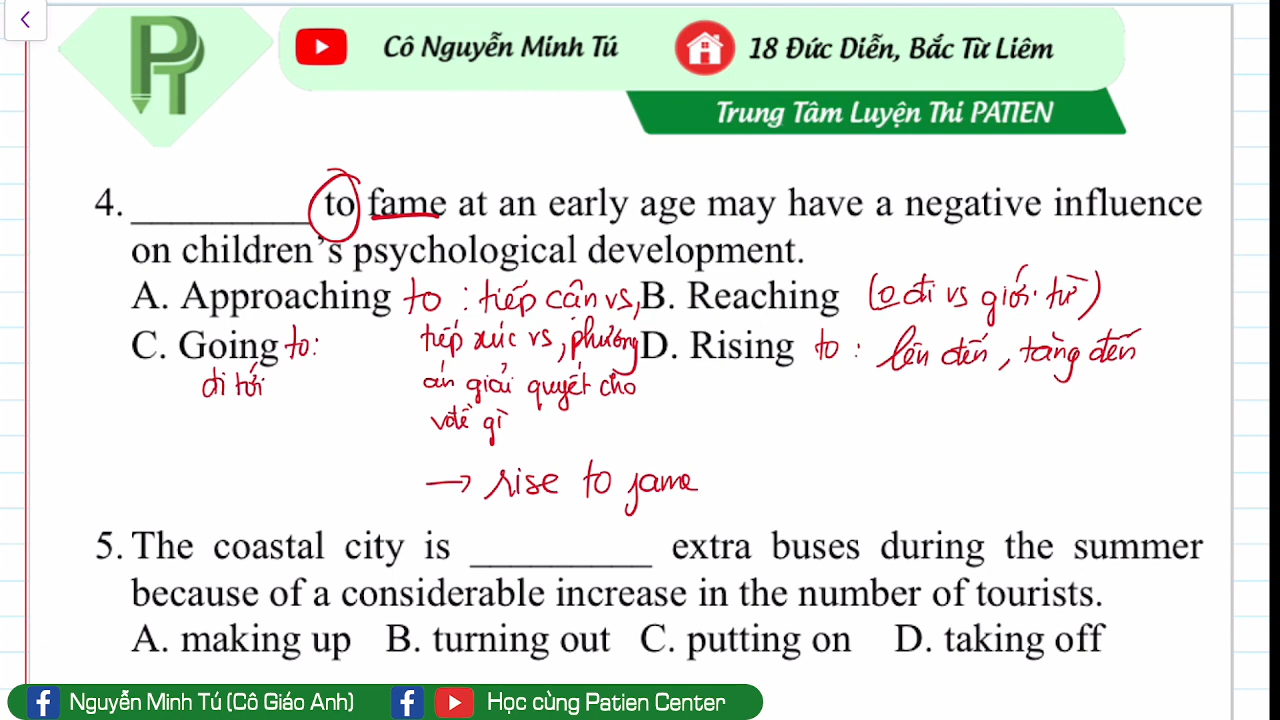 PT
Cô Nguyễn Minh Tú
18 Đức Diễn, Bắc Từ Liêm
Trung Tâm Luyện Thi PATIEN
4. _________ to fame at an early age may have a negative influence
on children's psychological development.
A. Approaching to : tiếp cận vs, B. Reaching (0 đi vs giới từ)
tiếp xúc vs, phương
án giải quyết cho
vđề gì
C. Going to: D. Rising to : lên đến, tăng đến
đi tới
→ rise to fame
5. The coastal city is _________ extra buses during the summer
because of a considerable increase in the number of tourists.
A. making up B. turning out C. putting on D. taking off
Nguyễn Minh Tú (Cô Giáo Anh) Học cùng Patien Center